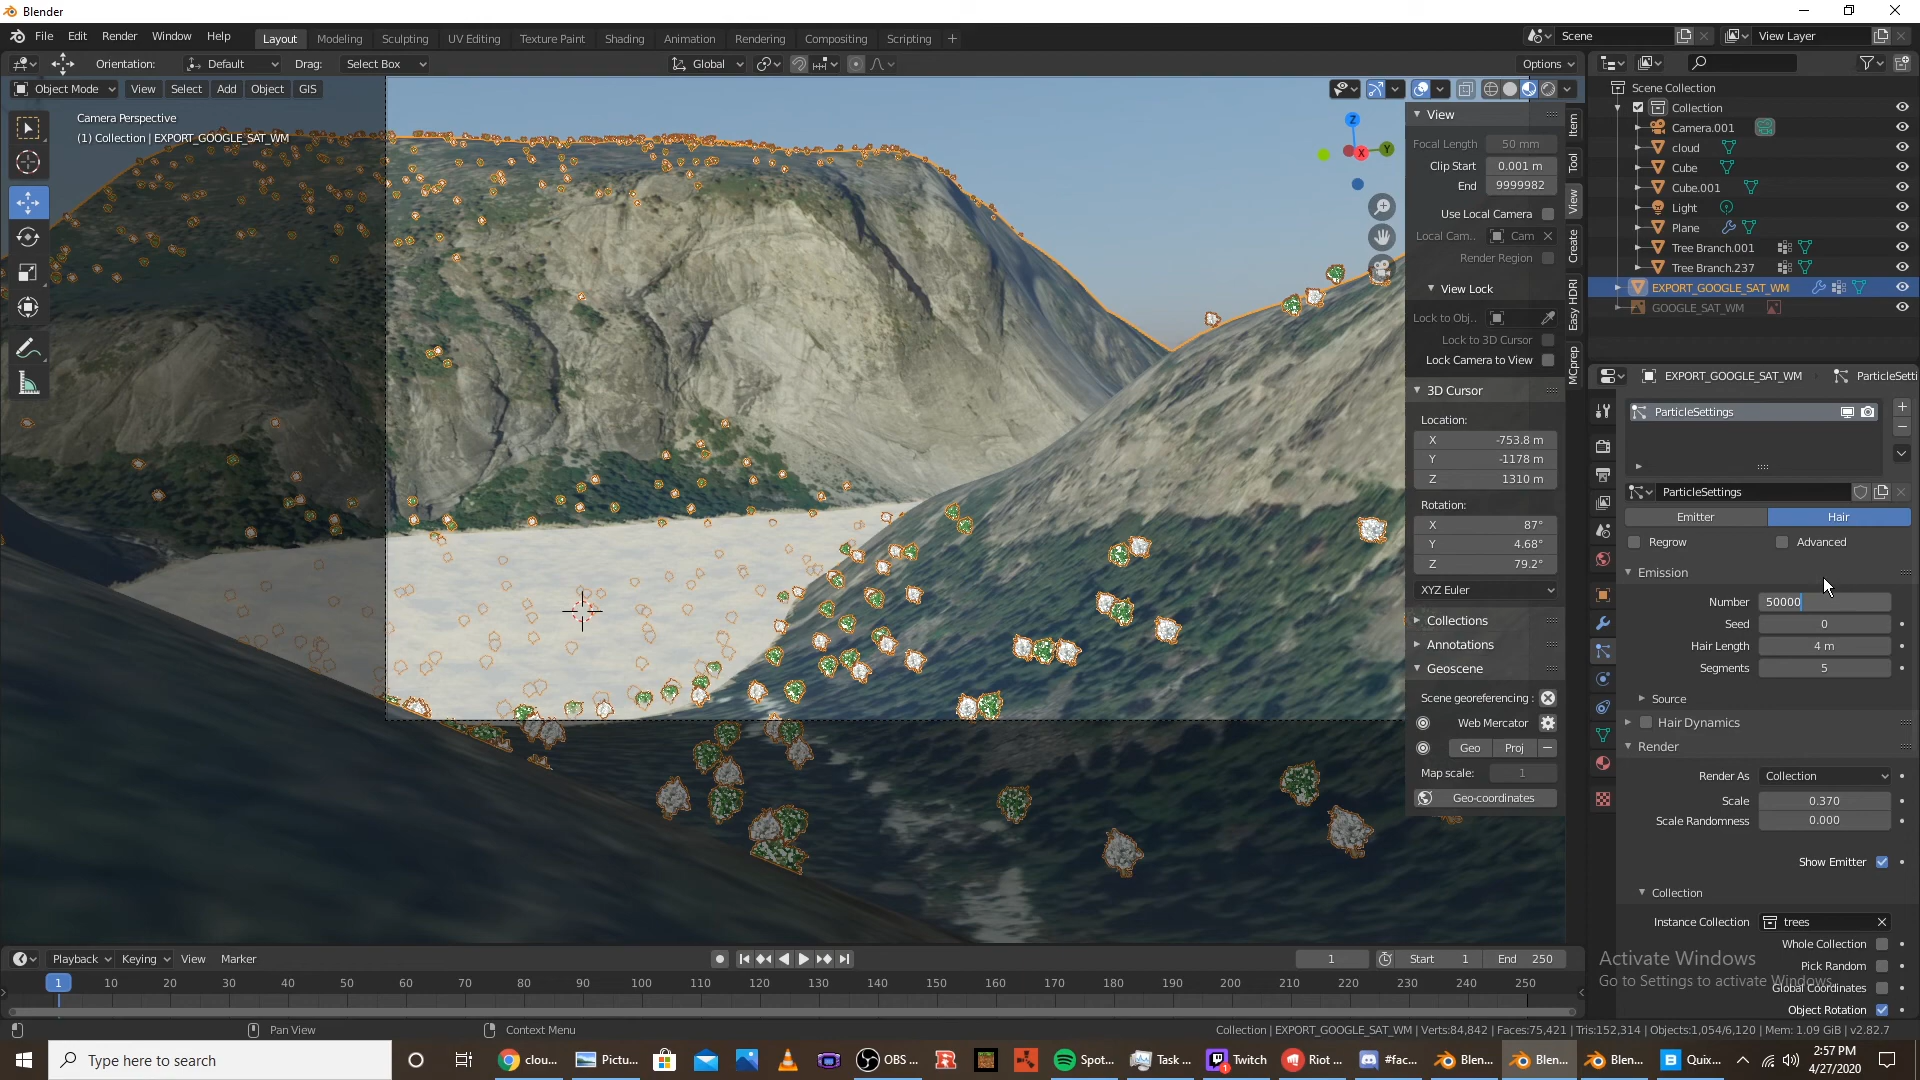 Blender
File Edit Render Window Help Layout Modeling Sculpting UV Editing Texture Paint Shading Animation Rendering Compositing Scripting + Scene View Layer
Orientation: Default Drag: Select Box Global Options
Object Mode View Select Add Object GIS
Camera Perspective
(1) Collection | EXPORT_GOOGLE_SAT_WM
Z
X
Y
View
Focal Length 50 mm
Clip Start 0.001 m
End 9999982
Use Local Camera
Local Cam.. Cam
Render Region
View Lock
Lock to Obj..
Lock to 3D Cursor
Lock Camera to View
3D Cursor
Location:
X -753.8 m
Y -1178 m
Z 1310 m
Rotation:
X 87°
Y 4.68°
Z 79.2°
XYZ Euler
Collections
Annotations
Geoscene
Scene georeferencing :
Web Mercator
Geo Proj
Map scale: 1
Geo-coordinates
Item
Tool
View
Create
Easy HDRI
MCprep
Scene Collection
Collection
Camera.001
cloud
Cube
Cube.001
Light
Plane
Tree Branch.001
Tree Branch.237
EXPORT_GOOGLE_SAT_WM
GOOGLE_SAT_WM
EXPORT_GOOGLE_SAT_WM ParticleSetti
ParticleSettings
ParticleSettings
Emitter Hair
Regrow Advanced
Emission
Number 50000
Seed 0
Hair Length 4 m
Segments 5
Source
Hair Dynamics
Render
Render As Collection
Scale 0.370
Scale Randomness 0.000
Show Emitter
Collection
Instance Collection trees
Whole Collection
Pick Random
Global Coordinates
Object Rotation
Activate Windows
Go to Settings to activate Windows.
Playback Keying View Marker 1 Start 1 End 250
1 10 20 30 40 50 60 70 80 90 100 110 120 130 140 150 160 170 180 190 200 210 220 230 240 250
Pan View Context Menu Collection | EXPORT_GOOGLE_SAT_WM | Verts:84,842 | Faces:75,421 | Tris:152,314 | Objects:1,054/6,120 | Mem: 1.09 GiB | v2.82.7
Type here to search clou... Pictu... OBS ... Spot... Task ... Twitch Riot ... #fac... Blen... Blen... Blen... Quix...
2:57 PM
4/27/2020